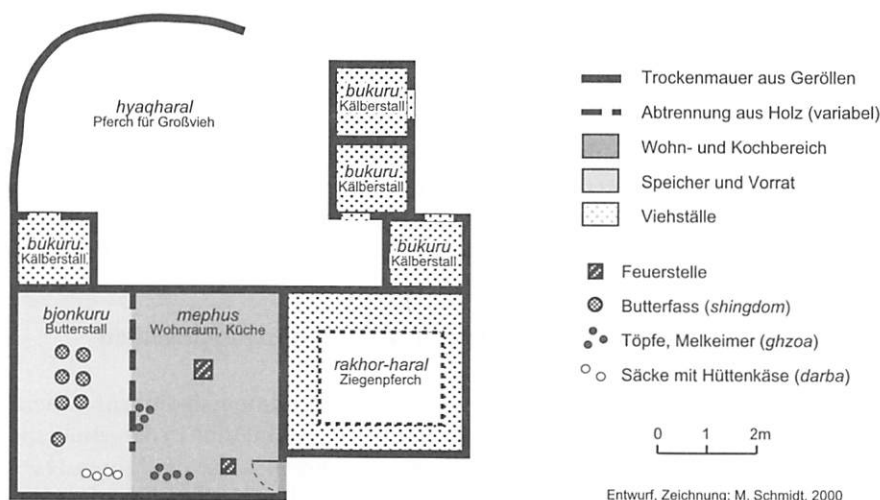 hyaqharal
Pferch für Großvieh
bukuru
Kälberstall
bukuru
Kälberstall
bukuru
Kälberstall
bukuru
Kälberstall
bjonkuru
Butterstall
mephus
Wohnraum, Küche
rakhor-haral
Ziegenpferch
Trockenmauer aus Geröllen
Abtrennung aus Holz (variabel)
Wohn- und Kochbereich
Speicher und Vorrat
Viehställe
Feuerstelle
Butterfass (shingdom)
Töpfe, Melkeimer (ghzoa)
Säcke mit Hüttenkäse (darba)
0 1 2m
Entwurf, Zeichnung: M. Schmidt, 2000